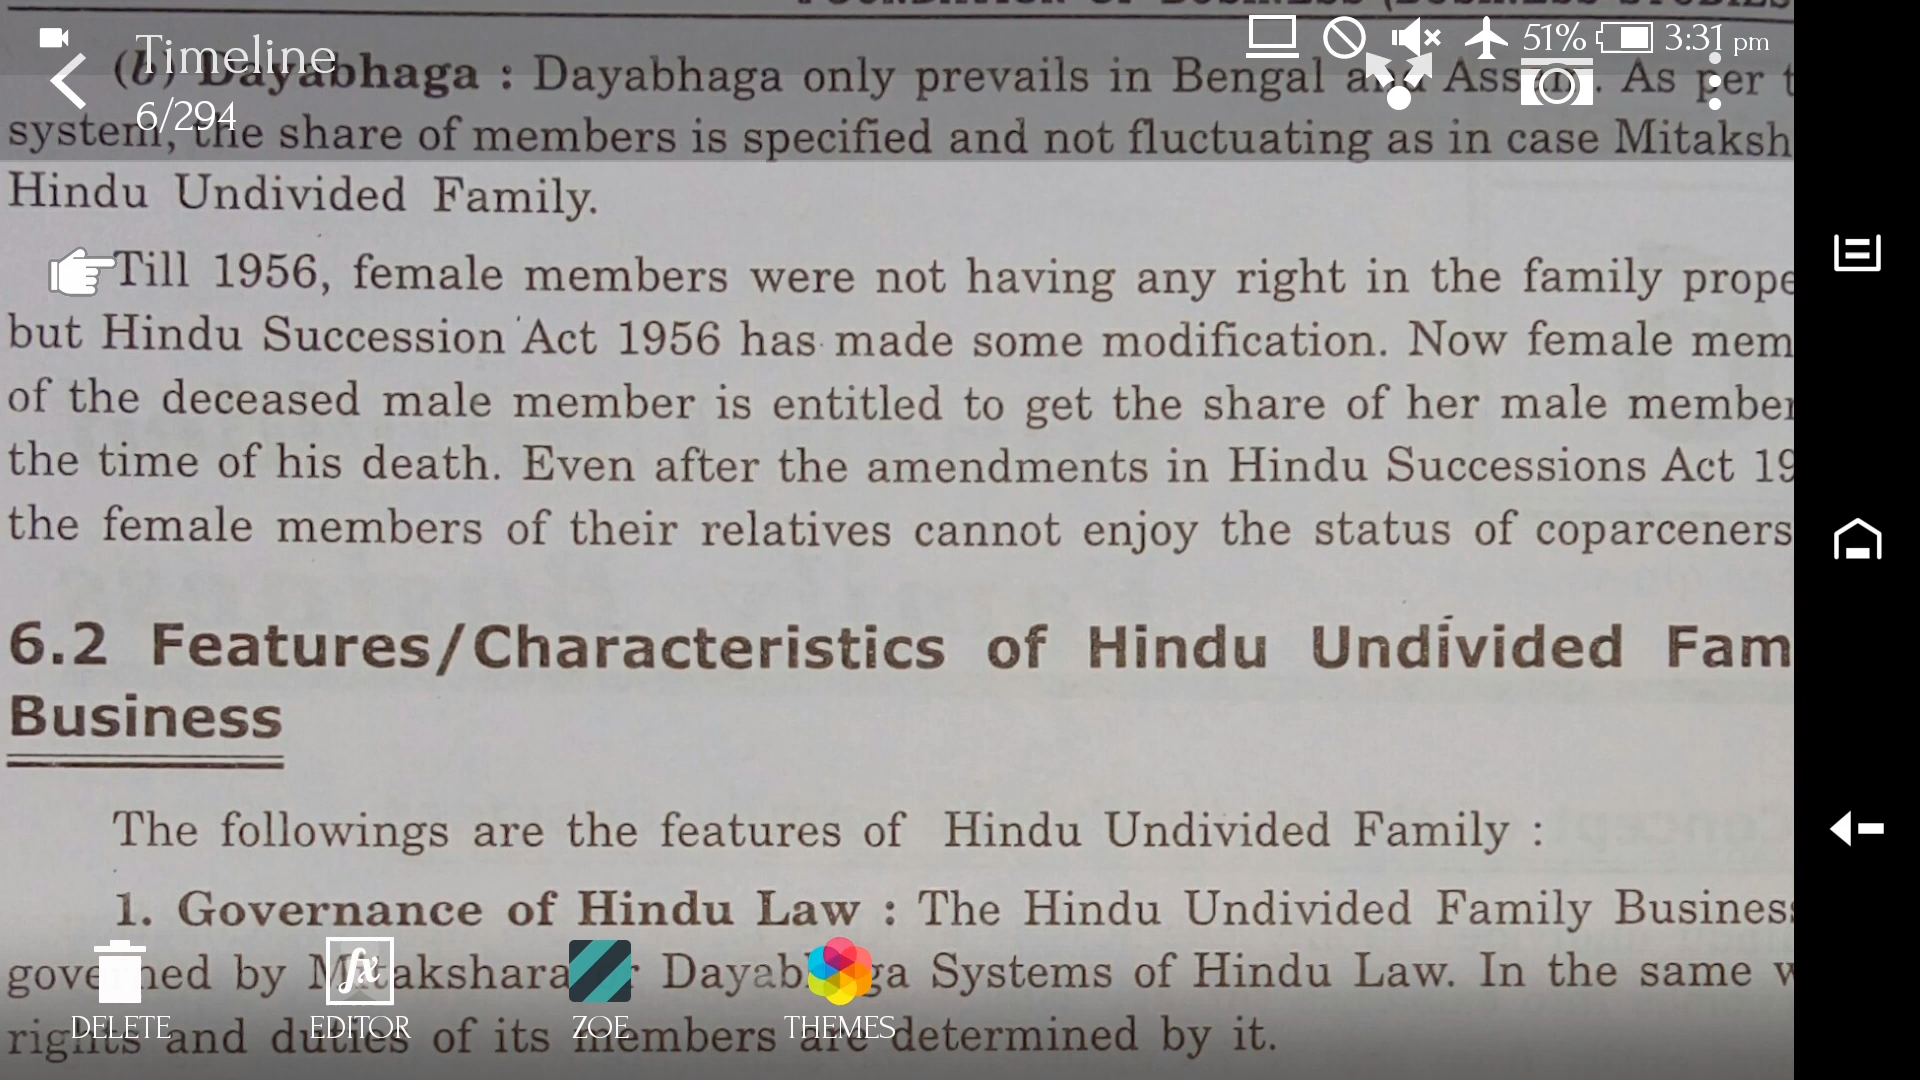 Timeline
6/294
51% 3:31 pm
(b) Dayabhaga : Dayabhaga only prevails in Bengal and Assam. As per
system, the share of members is specified and not fluctuating as in case Mitaksh
Hindu Undivided Family.
Till 1956, female members were not having any right in the family prope
but Hindu Succession Act 1956 has made some modification. Now female mem
of the deceased male member is entitled to get the share of her male member
the time of his death. Even after the amendments in Hindu Successions Act 19
the female members of their relatives cannot enjoy the status of coparceners
6.2 Features/Characteristics of Hindu Undivided Fam
Business
The followings are the features of Hindu Undivided Family :
1. Governance of Hindu Law : The Hindu Undivided Family Business
governed by Mitakshara or Dayabhaga Systems of Hindu Law. In the same
rights and duties of its members are determined by it.
DELETE EDITOR ZOE THEMES